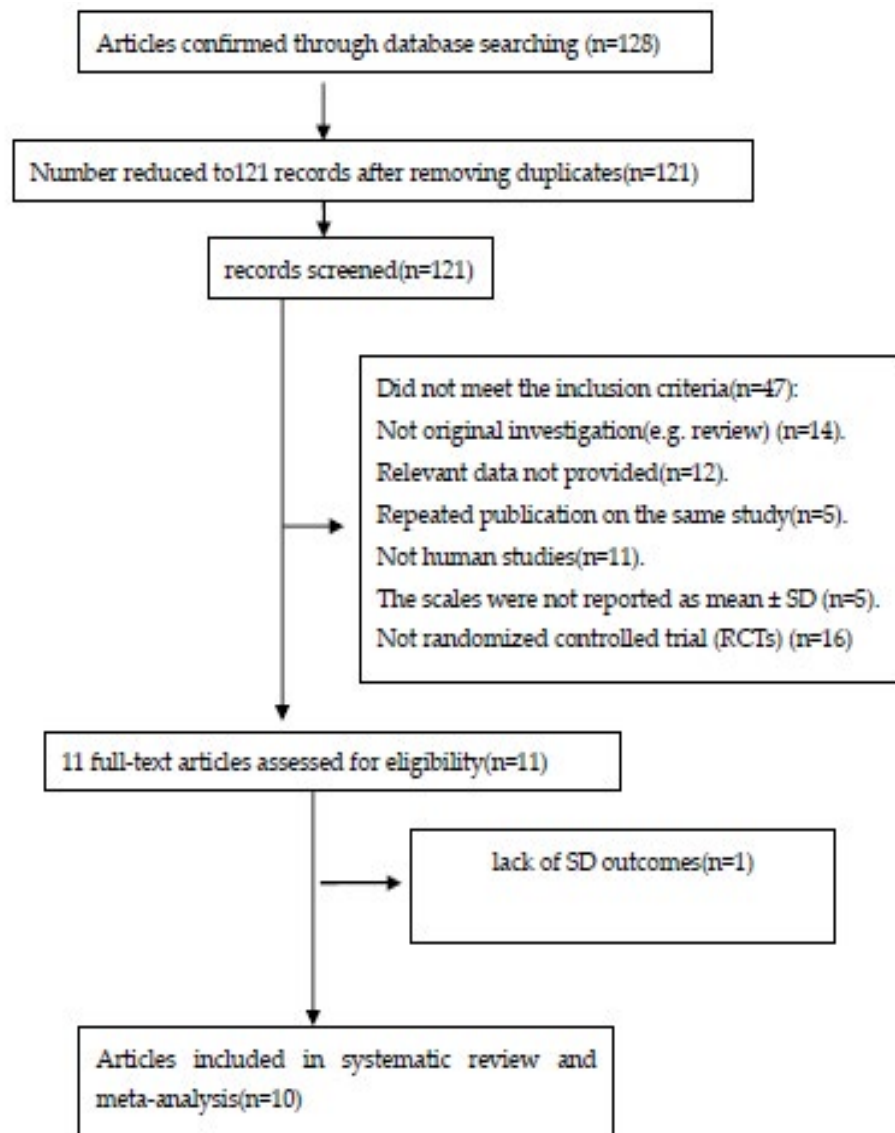 Articles confirmed through database searching (n=128)
Number reduced to121 records after removing duplicates(n=121)
records screened(n=121)
Did not meet the inclusion criteria(n=47):
Not original investigation(e.g. review) (n=14).
Relevant data not provided(n=12).
Repeated publication on the same study(n=5).
Not human studies(n=11).
The scales were not reported as mean ± SD (n=5).
Not randomized controlled trial (RCTs) (n=16)
11 full-text articles assessed for eligibility(n=11)
lack of SD outcomes(n=1)
Articles included in systematic review and
meta-analysis(n=10)